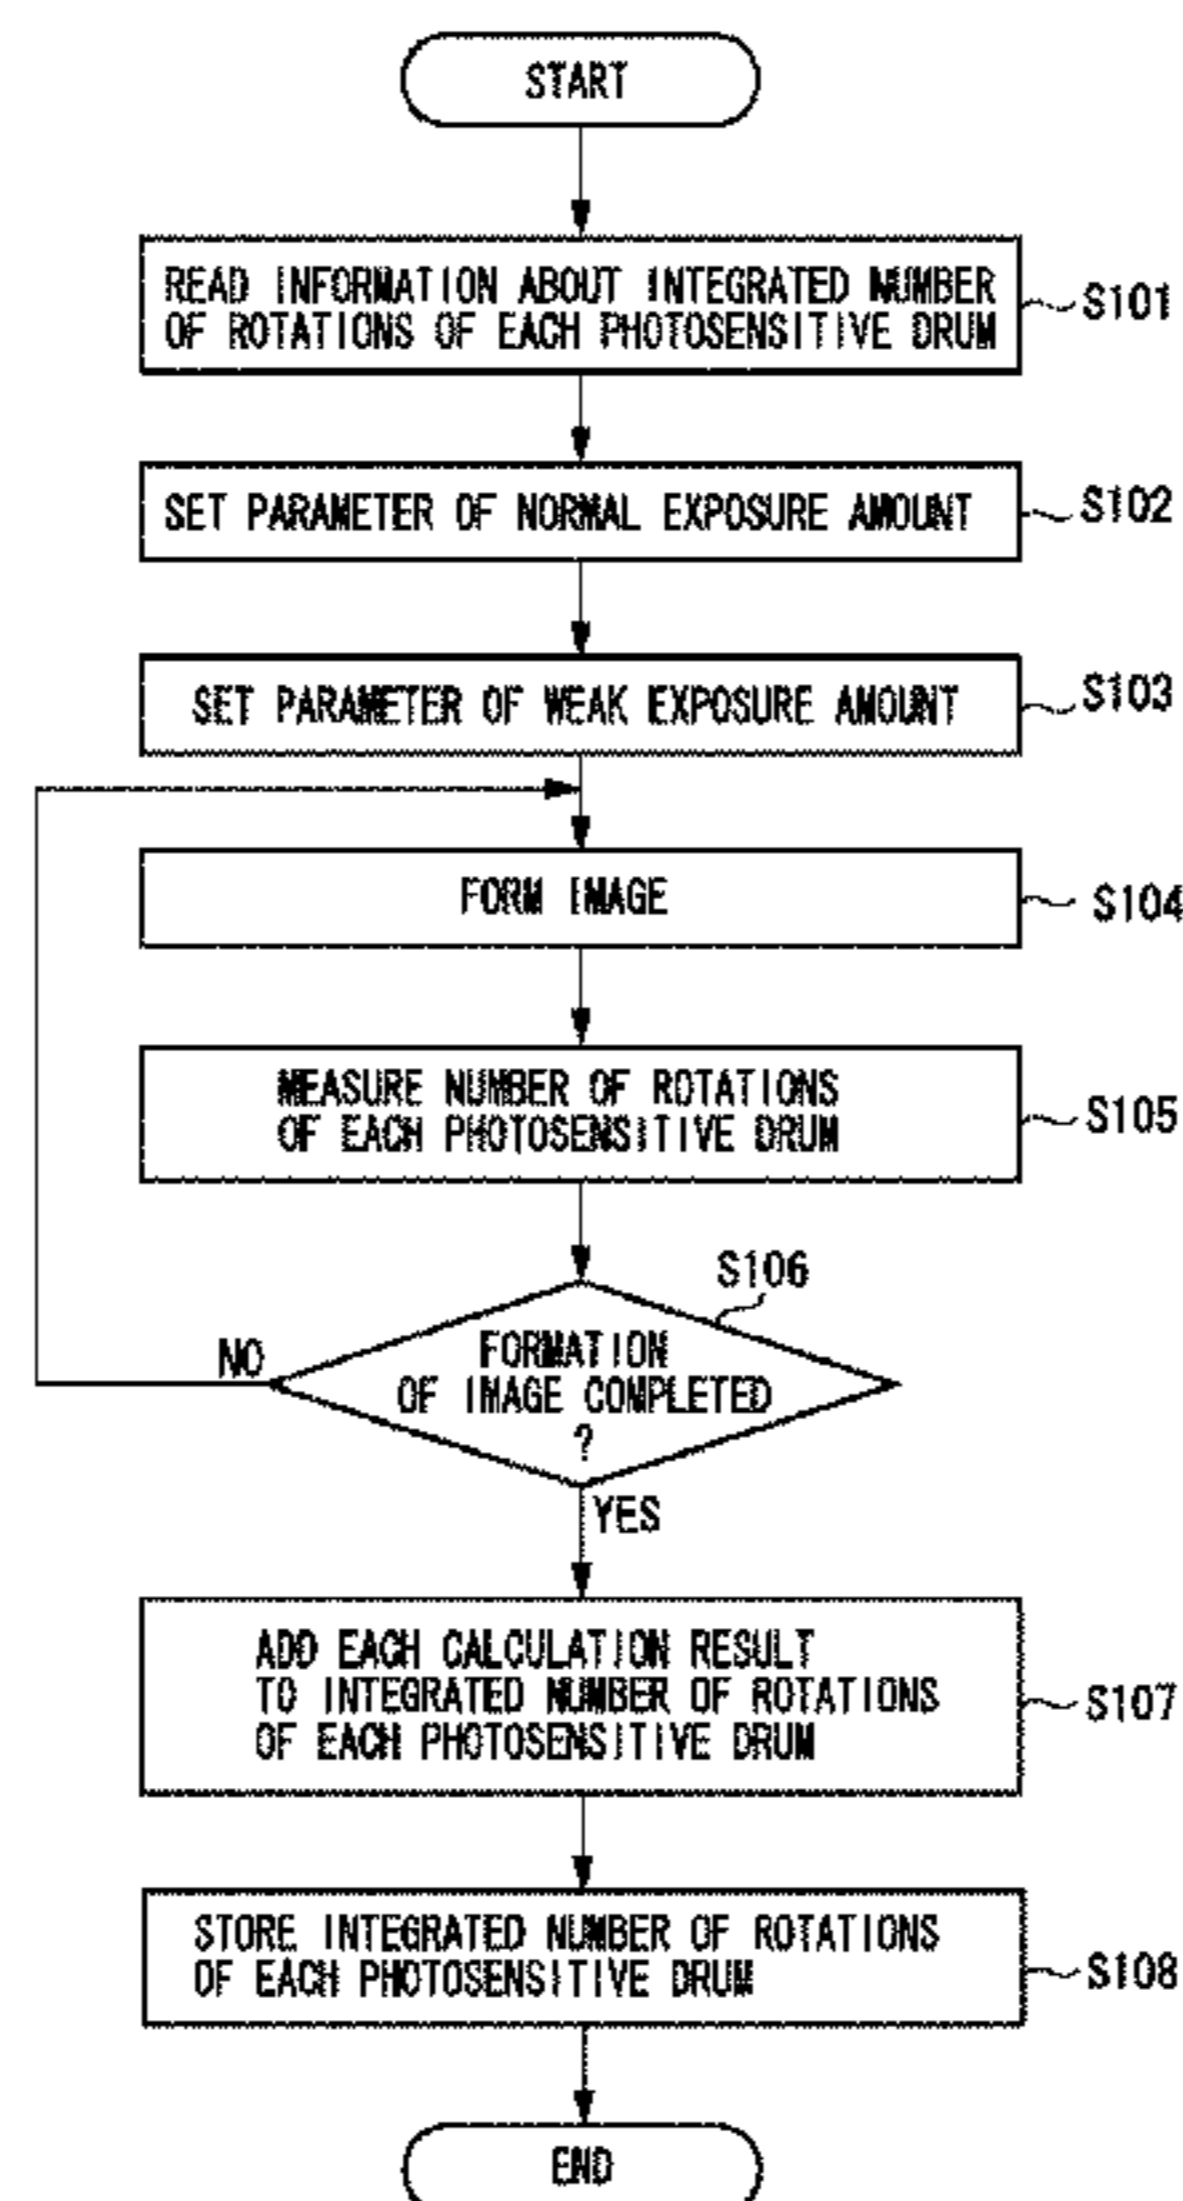 START
READ INFORMATION ABOUT INTEGRATED NUMBER
OF ROTATIONS OF EACH PHOTOSENSITIVE DRUM
S101
SET PARAMETER OF NORMAL EXPOSURE AMOUNT
S102
SET PARAMETER OF WEAK EXPOSURE AMOUNT
S103
FORM IMAGE
S104
MEASURE NUMBER OF ROTATIONS
OF EACH PHOTOSENSITIVE DRUM
S105
S106
FORMATION
OF IMAGE COMPLETED
?
NO
YES
ADD EACH CALCULATION RESULT
TO INTEGRATED NUMBER OF ROTATIONS
OF EACH PHOTOSENSITIVE DRUM
S107
STORE INTEGRATED NUMBER OF ROTATIONS
OF EACH PHOTOSENSITIVE DRUM
S108
END